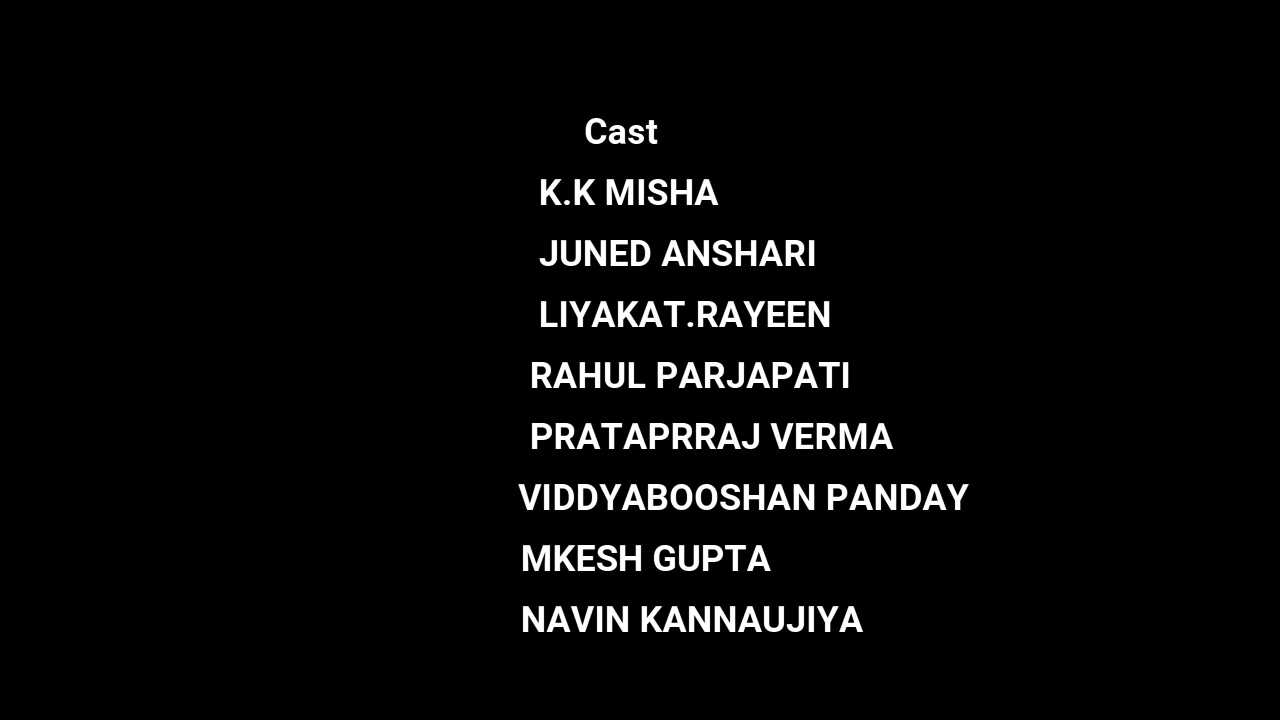 Cast
K.K MISHA
JUNED ANSHARI
LIYAKAT.RAYEEN
RAHUL PARJAPATI
PRATAPRRAJ VERMA
VIDDYABOOSHAN PANDAY
MKESH GUPTA
NAVIN KANNAUJIYA